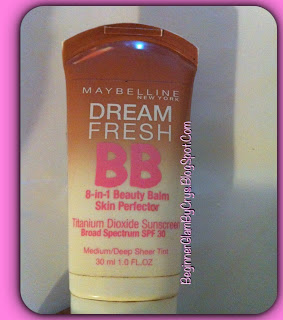 MAYBELLINE
NEW YORK
DREAM
FRESH
BB
8-in-1 Beauty Balm
Skin Perfector
Titanium Dioxide Sunscreen
Broad Spectrum SPF 30
Medium/Deep Sheer Tint
30 ml 1.0 FL.OZ
BeginnerGlamByCrys.BlogSpot.Com